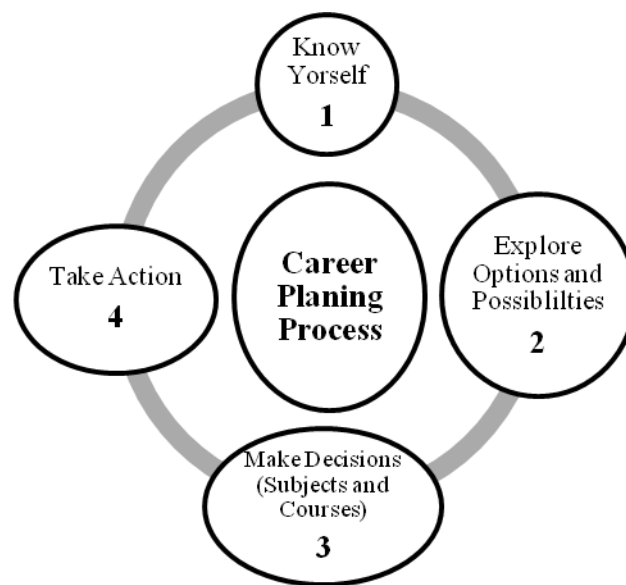 Know
Yorself
1
Explore
Options and
Possiblilties
2
Make Decisions
(Subjects and
Courses)
3
Take Action
4
Career
Planing
Process